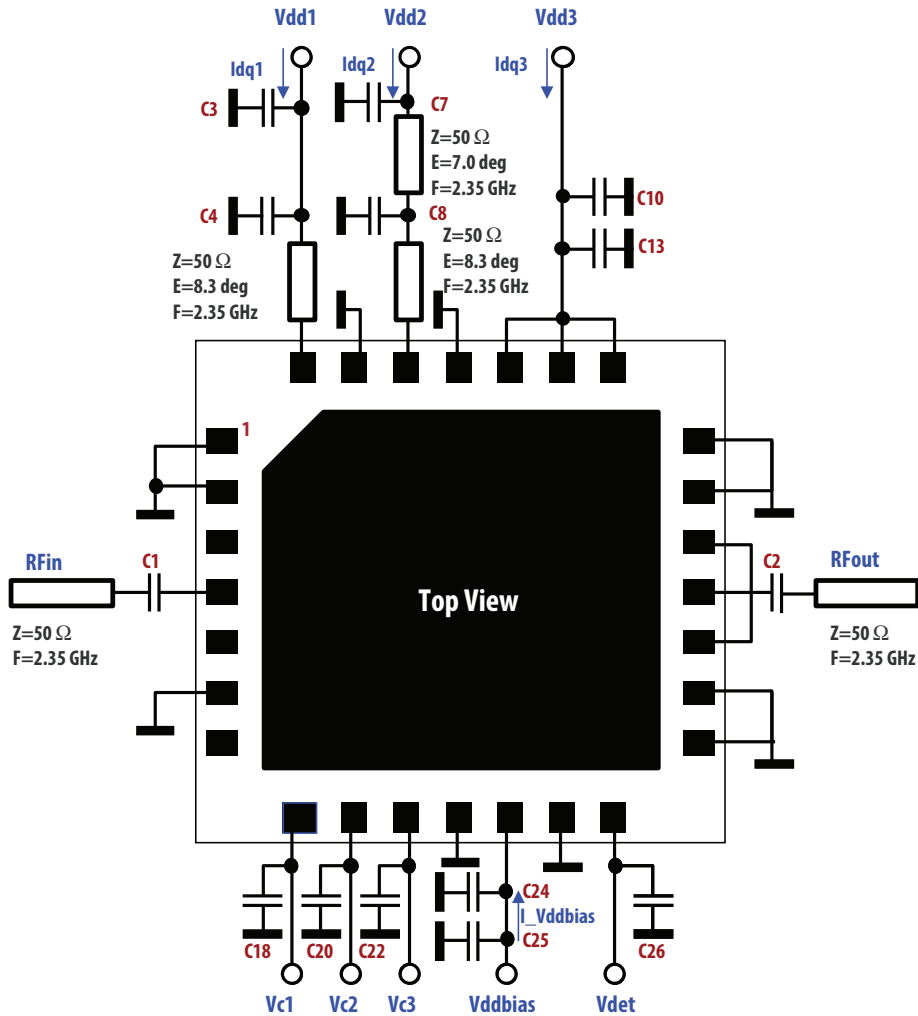 Vdd1
Vdd2
Vdd3
Idq1
Idq2
Idq3
C3
C7
Z=50 Ω
E=7.0 deg
F=2.35 GHz
C10
C4
C8
Z=50 Ω
E=8.3 deg
F=2.35 GHz
Z=50 Ω
E=8.3 deg
F=2.35 GHz
C13
1
RFin
C1
Z=50 Ω
F=2.35 GHz
Top View
C2
RFout
Z=50 Ω
F=2.35 GHz
C24
I_Vddbias
C25
C18
C20
C22
C26
Vc1
Vc2
Vc3
Vddbias
Vdet